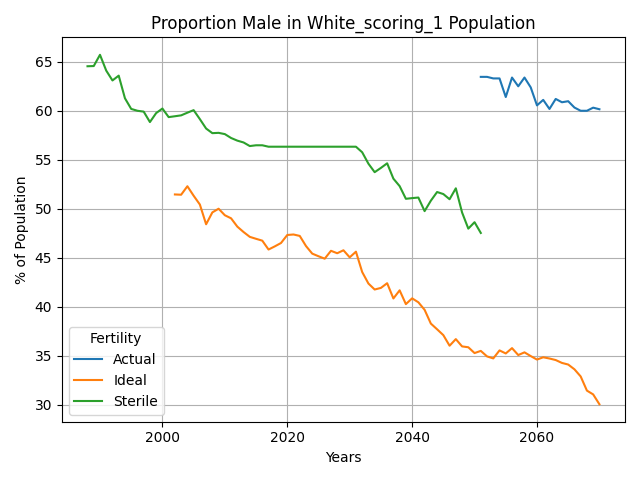 Proportion Male in White_scoring_1 Population
% of Population
65
60
55
50
45
40
35
30
Fertility
Actual
Ideal
Sterile
2000 2020 2040 2060
Years